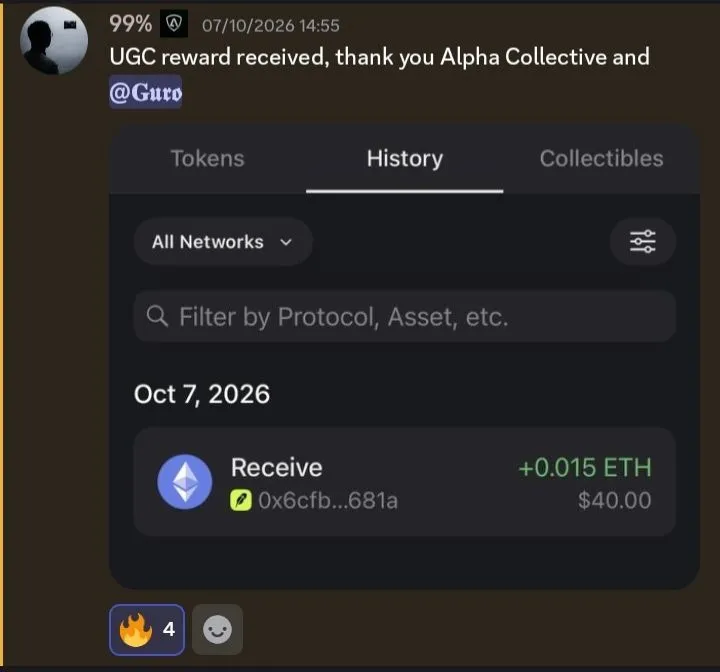 99% 07/10/2026 14:55
UGC reward received, thank you Alpha Collective and
@𝕲𝖚𝖗𝖔
Tokens History Collectibles
All Networks
Filter by Protocol, Asset, etc.
Oct 7, 2026
Receive +0.015 ETH
0x6cfb...681a $40.00
4